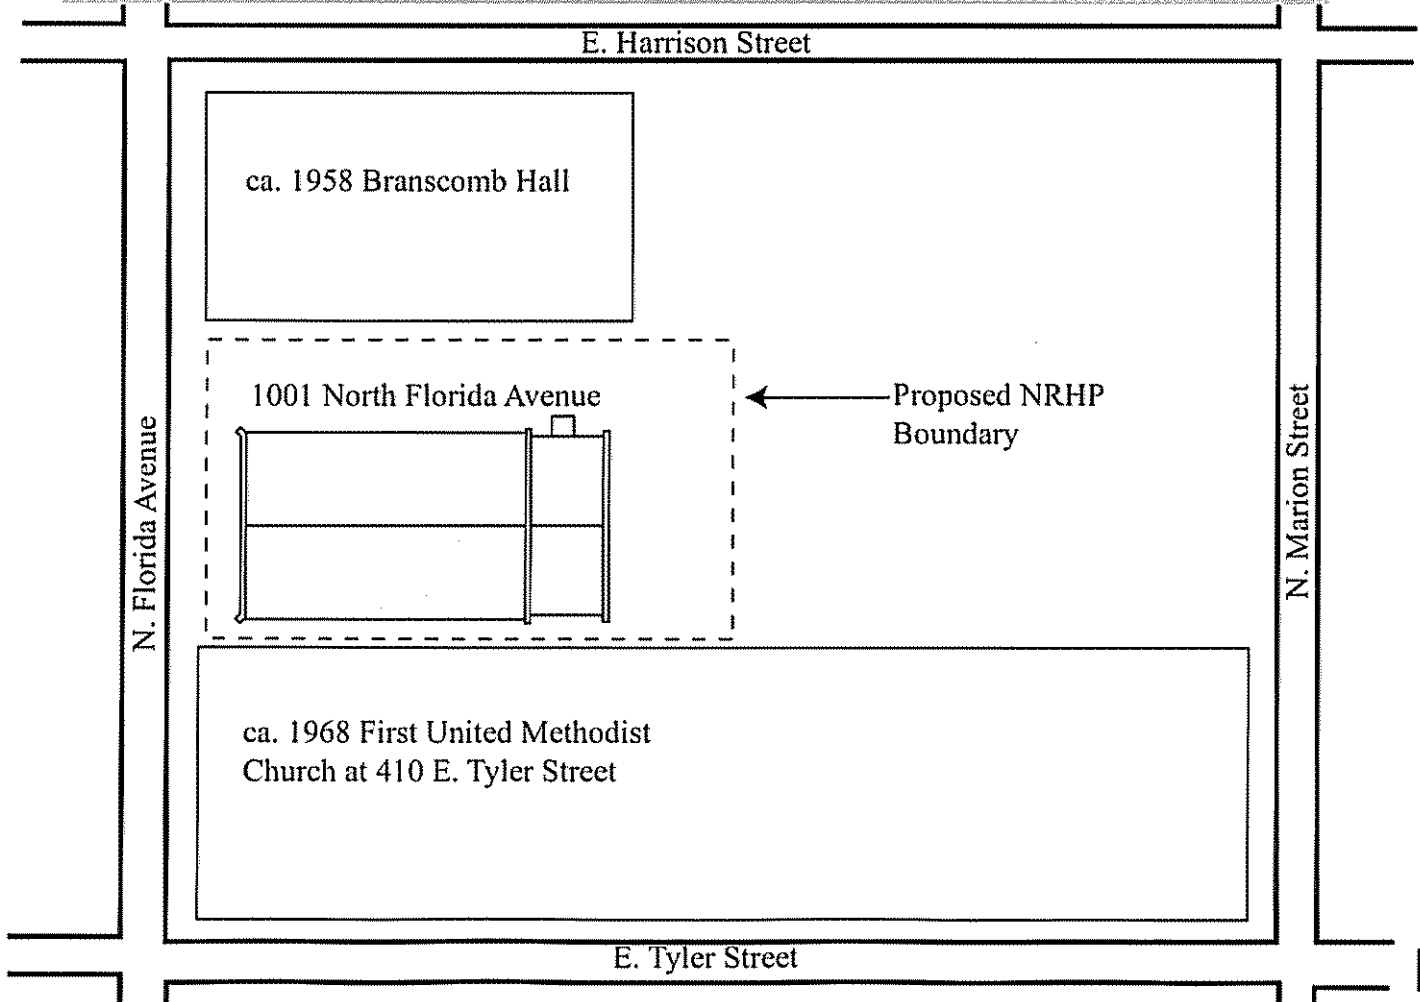 E. Harrison Street
ca. 1958 Branscomb Hall
1001 North Florida Avenue
Proposed NRHP
Boundary
N. Florida Avenue
N. Marion Street
ca. 1968 First United Methodist
Church at 410 E. Tyler Street
E. Tyler Street